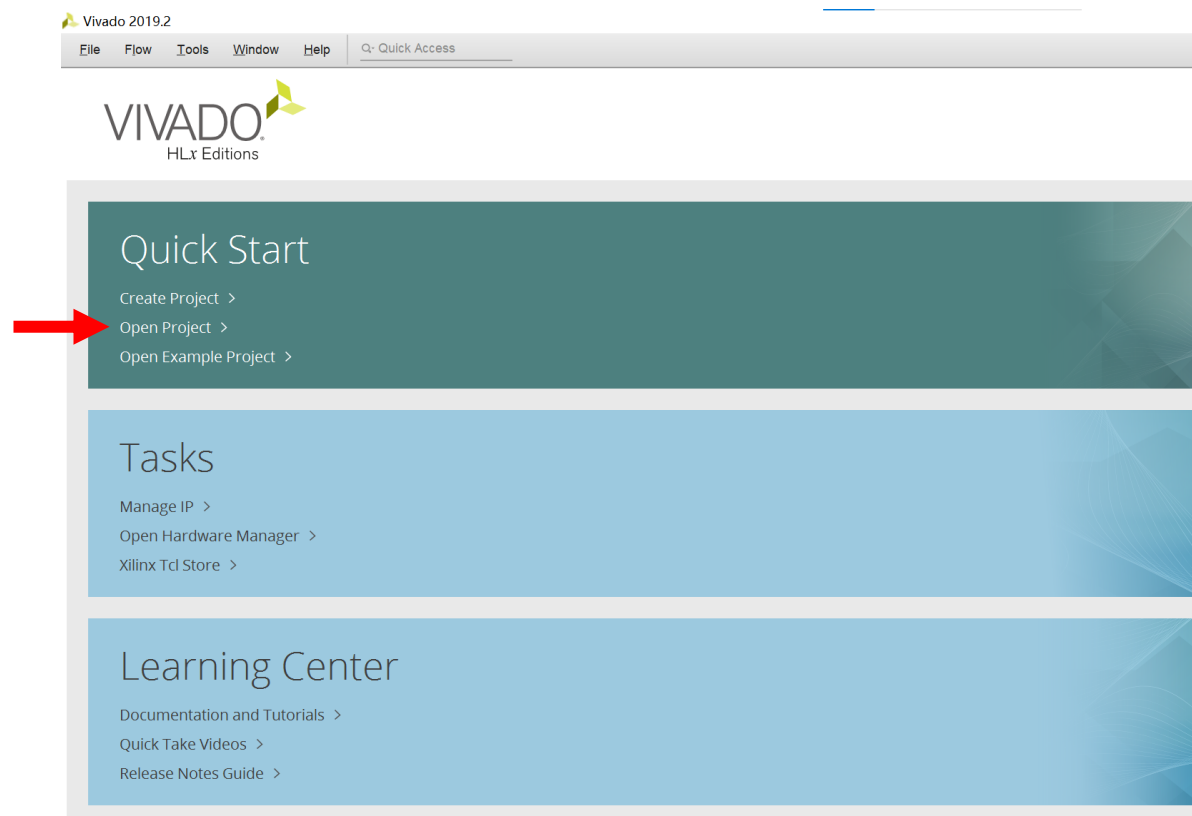 Vivado 2019.2
File Flow Tools Window Help Quick Access
VIVADO®
HLx Editions
Quick Start
Create Project >
Open Project >
Open Example Project >
Tasks
Manage IP >
Open Hardware Manager >
Xilinx Tcl Store >
Learning Center
Documentation and Tutorials >
Quick Take Videos >
Release Notes Guide >